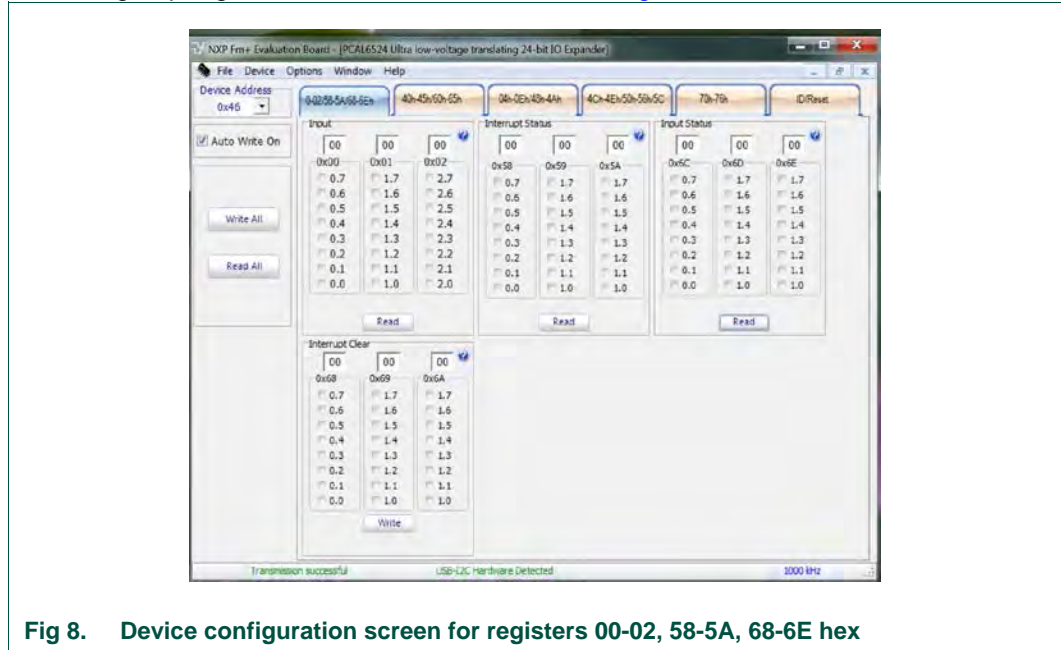 NXP Fm+ Evaluation Board - [PCAL6524 Ultra low-voltage translating 24-bit IO Expander]
File Device Options Window Help
Device Address
0x46
Auto Write On
Write All
Read All
0-02/58-5A/68-6Eh 40h-45h/60h-65h 04h-0Eh/48h-4Ah 4Ch-4Eh/50h-58h/5C 70h-76h ID/Reset
Input
00 00 00
0x00 0x01 0x02
0.7 1.7 2.7
0.6 1.6 2.6
0.5 1.5 2.5
0.4 1.4 2.4
0.3 1.3 2.3
0.2 1.2 2.2
0.1 1.1 2.1
0.0 1.0 2.0
Read
Interrupt Status
00 00 00
0x58 0x59 0x5A
0.7 1.7 1.7
0.6 1.6 1.6
0.5 1.5 1.5
0.4 1.4 1.4
0.3 1.3 1.3
0.2 1.2 1.2
0.1 1.1 1.1
0.0 1.0 1.0
Read
Input Status
00 00 00
0x6C 0x6D 0x6E
0.7 1.7 1.7
0.6 1.6 1.6
0.5 1.5 1.5
0.4 1.4 1.4
0.3 1.3 1.3
0.2 1.2 1.2
0.1 1.1 1.1
0.0 1.0 1.0
Read
Interrupt Clear
00 00 00
0x68 0x69 0x6A
0.7 1.7 1.7
0.6 1.6 1.6
0.5 1.5 1.5
0.4 1.4 1.4
0.3 1.3 1.3
0.2 1.2 1.2
0.1 1.1 1.1
0.0 1.0 1.0
Write
Transmission successful USB-I2C Hardware Detected 1000 kHz
Fig 8. Device configuration screen for registers 00-02, 58-5A, 68-6E hex